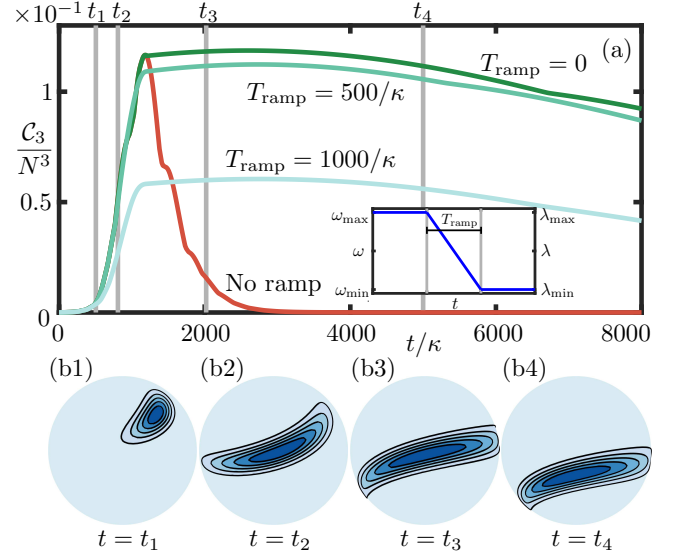 ×10⁻¹ t₁ t₂ t₃ t₄
(a)
T_ramp = 0
1
T_ramp = 500/κ
𝒞₃/N³
T_ramp = 1000/κ
0.5
ω_max λ_max
T_ramp
ω λ
No ramp
ω_min λ_min
t
0
0 2000 4000 6000 8000
t/κ
(b1) (b2) (b3) (b4)
t = t₁ t = t₂ t = t₃ t = t₄